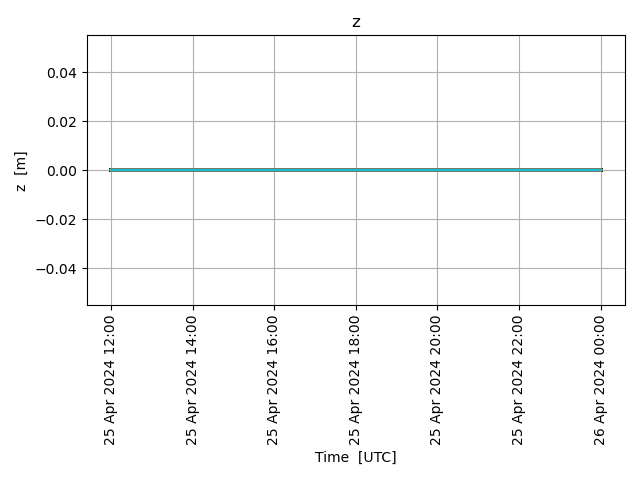 z
0.04
0.02
0.00
−0.02
−0.04
z [m]
25 Apr 2024 12:00
25 Apr 2024 14:00
25 Apr 2024 16:00
25 Apr 2024 18:00
25 Apr 2024 20:00
25 Apr 2024 22:00
26 Apr 2024 00:00
Time [UTC]